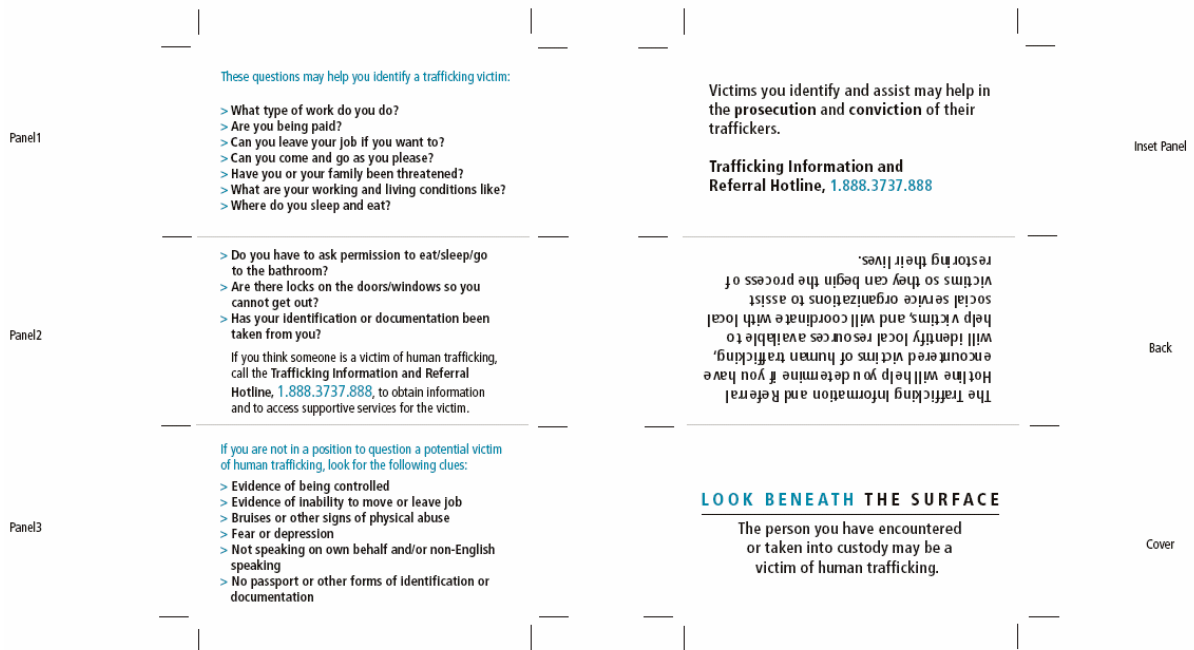 Panel1
These questions may help you identify a trafficking victim:
> What type of work do you do?
> Are you being paid?
> Can you leave your job if you want to?
> Can you come and go as you please?
> Have you or your family been threatened?
> What are your working and living conditions like?
> Where do you sleep and eat?
Panel2
> Do you have to ask permission to eat/sleep/go
to the bathroom?
> Are there locks on the doors/windows so you
cannot get out?
> Has your identification or documentation been
taken from you?
If you think someone is a victim of human trafficking,
call the Trafficking Information and Referral
Hotline, 1.888.3737.888, to obtain information
and to access supportive services for the victim.
Panel3
If you are not in a position to question a potential victim
of human trafficking, look for the following clues:
> Evidence of being controlled
> Evidence of inability to move or leave job
> Bruises or other signs of physical abuse
> Fear or depression
> Not speaking on own behalf and/or non-English
speaking
> No passport or other forms of identification or
documentation
Inset Panel
Victims you identify and assist may help in
the prosecution and conviction of their
traffickers.
Trafficking Information and
Referral Hotline, 1.888.3737.888
Back
The Trafficking Information and Referral
Hotline will help you determine if you have
encountered victims of human trafficking,
will identify local resources available to
help victims, and will coordinate with local
social service organizations to assist
victims so they can begin the process of
restoring their lives.
Cover
LOOK BENEATH THE SURFACE
The person you have encountered
or taken into custody may be a
victim of human trafficking.